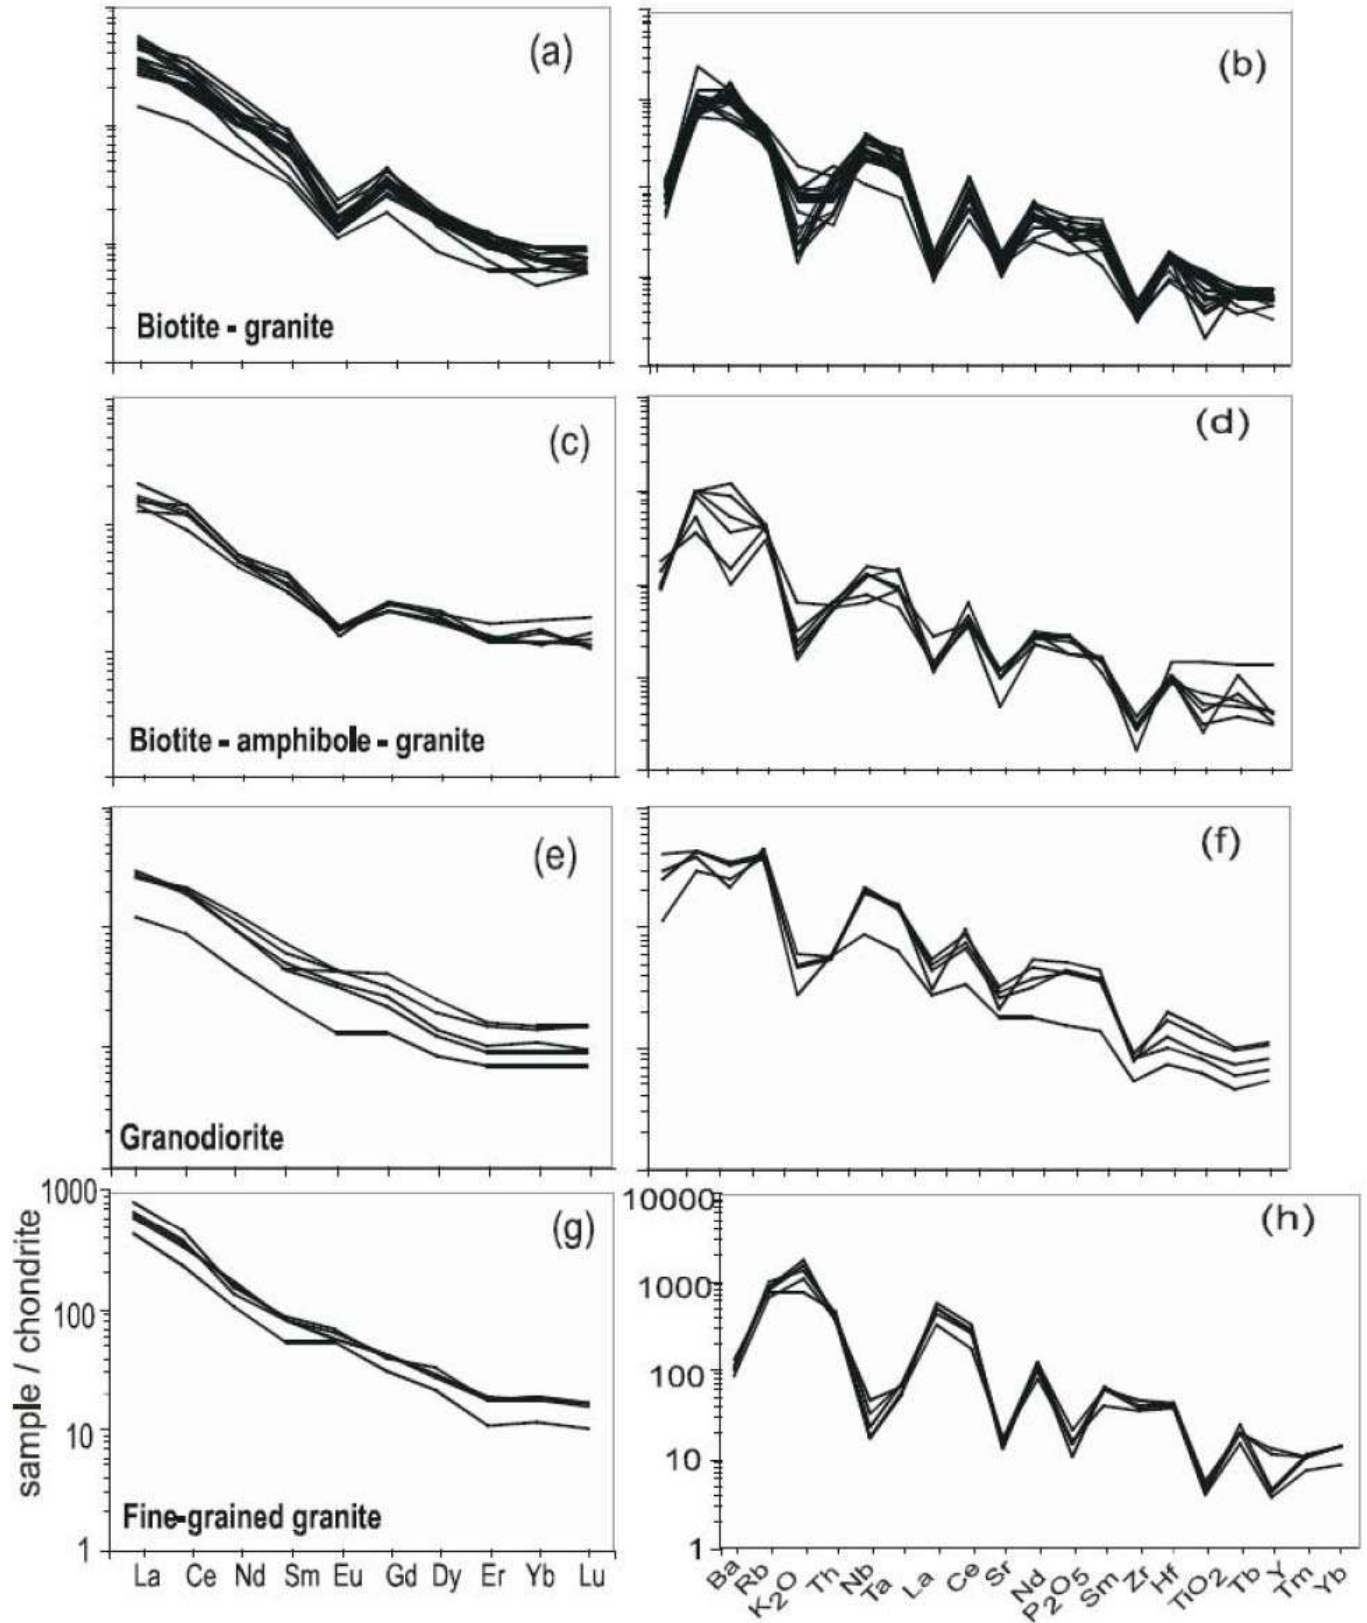 (a)
(b)
Biotite - granite
(c)
(d)
Biotite - amphibole - granite
(e)
(f)
Granodiorite
1000
10000
(g)
(h)
1000
100
100
10
10
sample / chondrite
Fine-grained granite
1
1
La Ce Nd Sm Eu Gd Dy Er Yb Lu
Ba Rb K2O Th Nb Ta La Ce Sr Nd P2O5 Sm Zr Hf TiO2 Tb Y Tm Yb